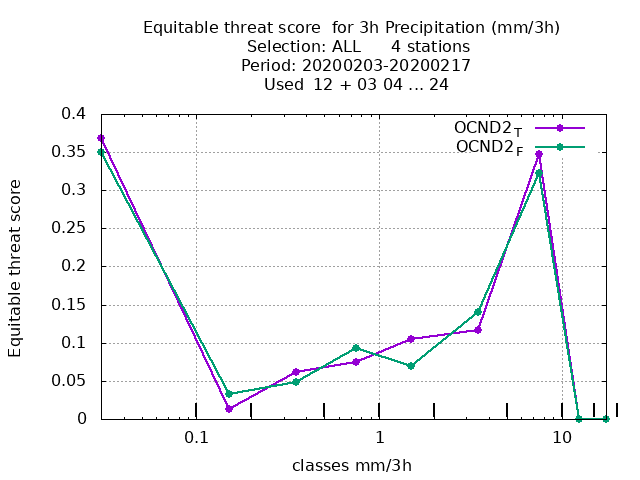 Equitable threat score  for 3h Precipitation (mm/3h)
Selection: ALL      4 stations
Period: 20200203-20200217
Used  12 + 03 04 ... 24
OCND2T
OCND2F
0.4
0.35
0.3
0.25
0.2
0.15
0.1
0.05
0
Equitable threat score
0.1 1 10
classes mm/3h